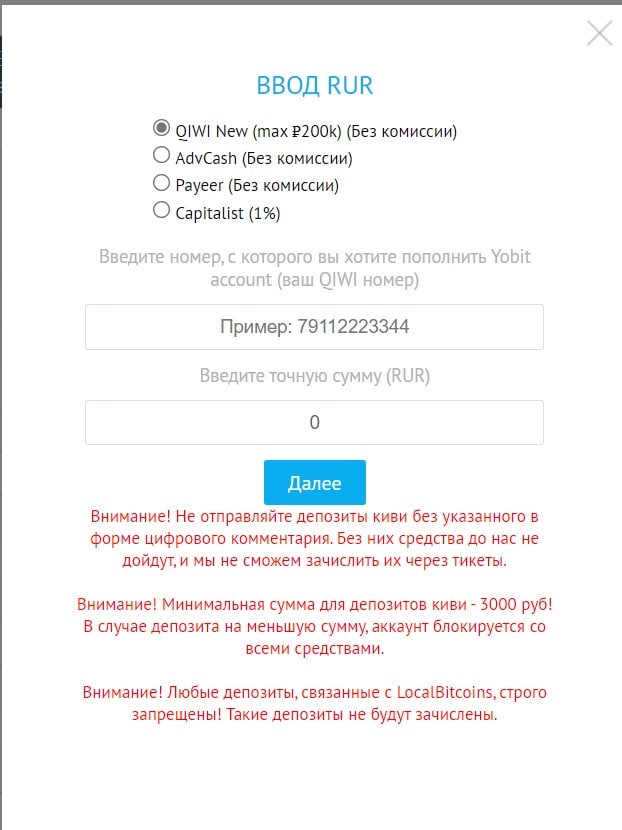 ВВОД RUR
QIWI New (max ₽200k) (Без комиссии)
AdvCash (Без комиссии)
Payeer (Без комиссии)
Capitalist (1%)
Введите номер, с которого вы хотите пополнить Yobit
account (ваш QIWI номер)
Пример: 79112223344
Введите точную сумму (RUR)
0
Далее
Внимание! Не отправляйте депозиты киви без указанного в
форме цифрового комментария. Без них средства до нас не
дойдут, и мы не сможем зачислить их через тикеты.
Внимание! Минимальная сумма для депозитов киви - 3000 руб!
В случае депозита на меньшую сумму, аккаунт блокируется со
всеми средствами.
Внимание! Любые депозиты, связанные с LocalBitcoins, строго
запрещены! Такие депозиты не будут зачислены.